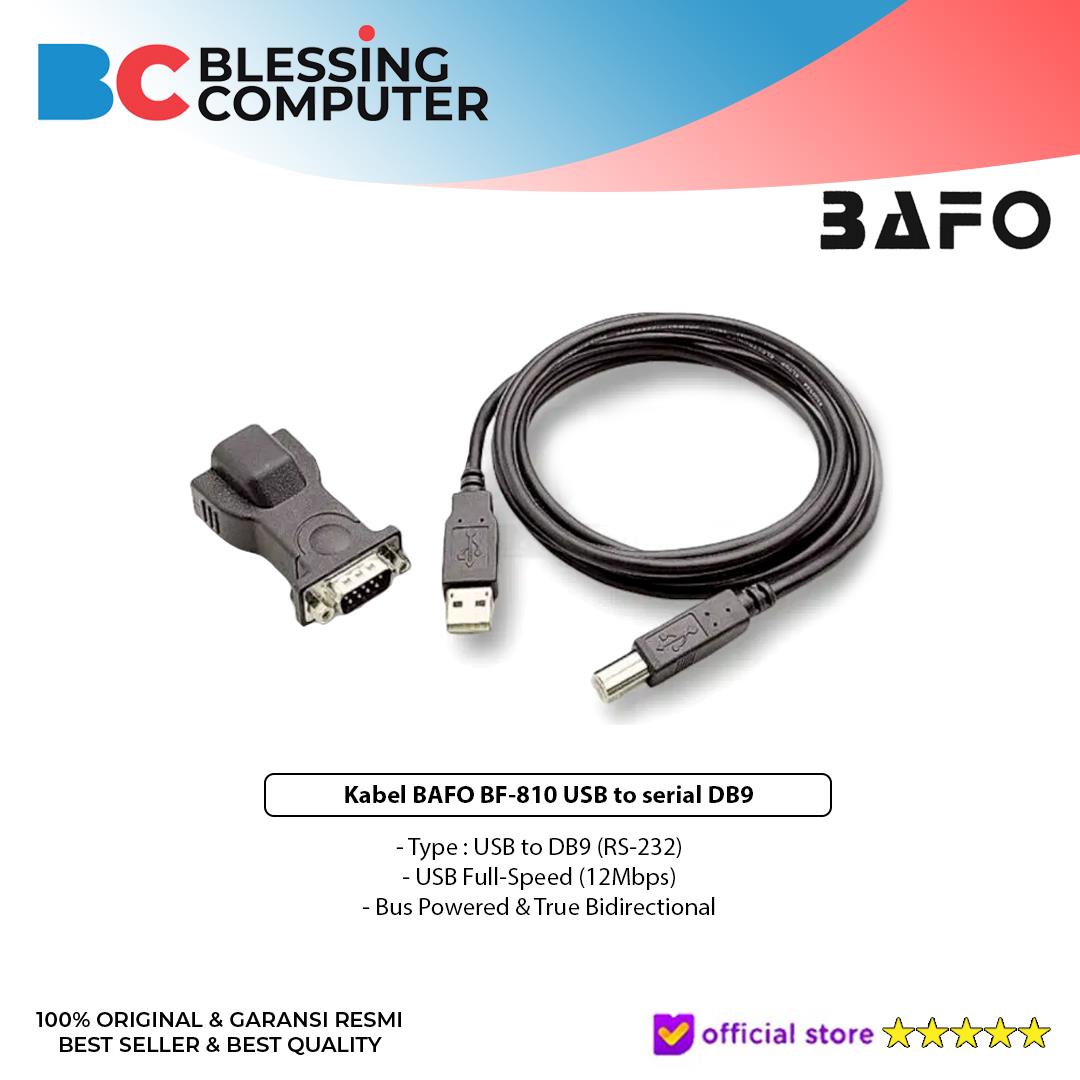 BC BLESSING
COMPUTER
BAFO
Kabel BAFO BF-810 USB to serial DB9
- Type : USB to DB9 (RS-232)
- USB Full-Speed (12Mbps)
- Bus Powered & True Bidirectional
100% ORIGINAL & GARANSI RESMI
BEST SELLER & BEST QUALITY
official store